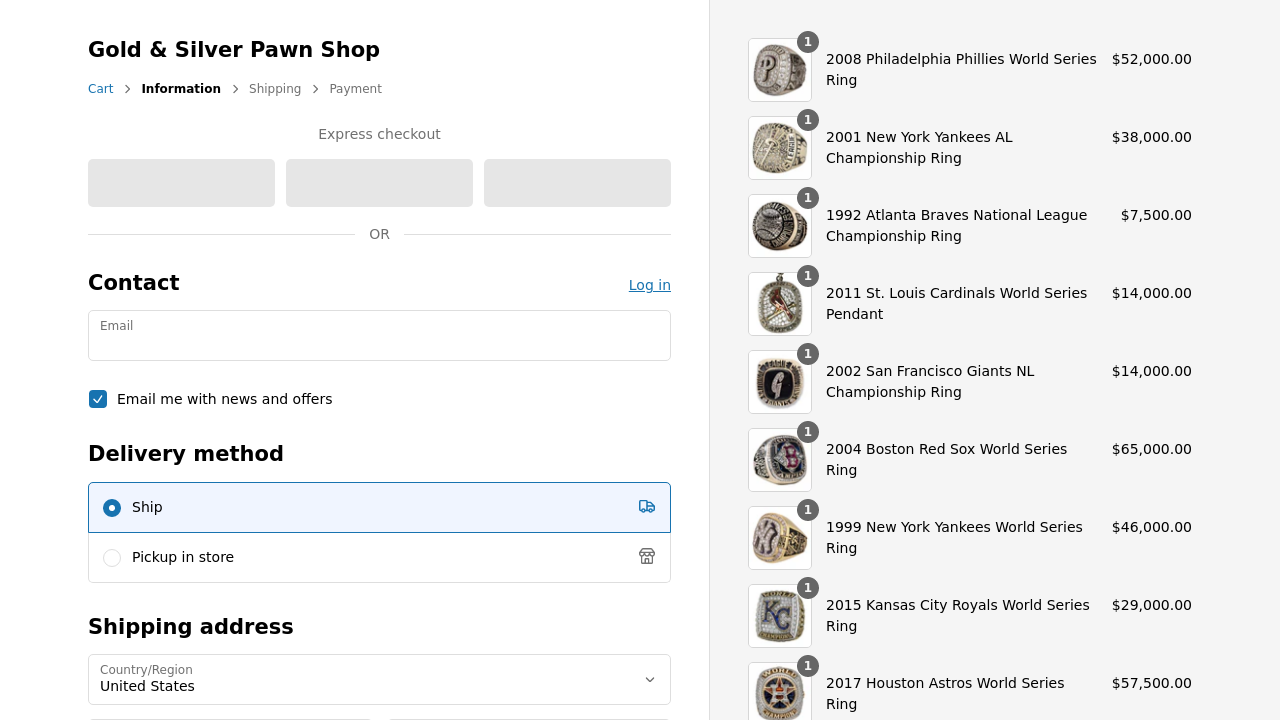 Gold & Silver Pawn Shop
Cart
Information
Shipping
Payment
Express checkout
OR
Contact
Log in
Email
Email me with news and offers
Delivery method
Ship
Pickup in store
Shipping address
Country/Region
United States
1
2008 Philadelphia Phillies World Series
Ring
$52,000.00
1
2001 New York Yankees AL
Championship Ring
$38,000.00
1
1992 Atlanta Braves National League
Championship Ring
$7,500.00
1
2011 St. Louis Cardinals World Series
Pendant
$14,000.00
1
2002 San Francisco Giants NL
Championship Ring
$14,000.00
1
2004 Boston Red Sox World Series
Ring
$65,000.00
1
1999 New York Yankees World Series
Ring
$46,000.00
1
2015 Kansas City Royals World Series
Ring
$29,000.00
1
2017 Houston Astros World Series
Ring
$57,500.00